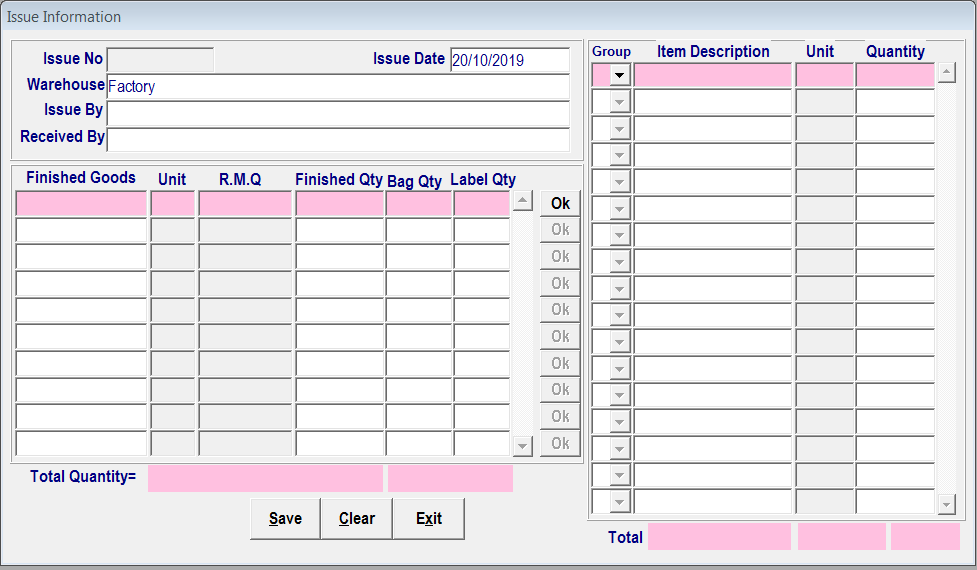 Issue Information
Issue No Issue Date 20/10/2019
Warehouse Factory
Issue By
Received By
Finished Goods Unit R.M.Q Finished Qty Bag Qty Label Qty
Ok
Ok
Ok
Ok
Ok
Ok
Ok
Ok
Ok
Ok
Total Quantity=
Save Clear Exit
Group Item Description Unit Quantity
Total